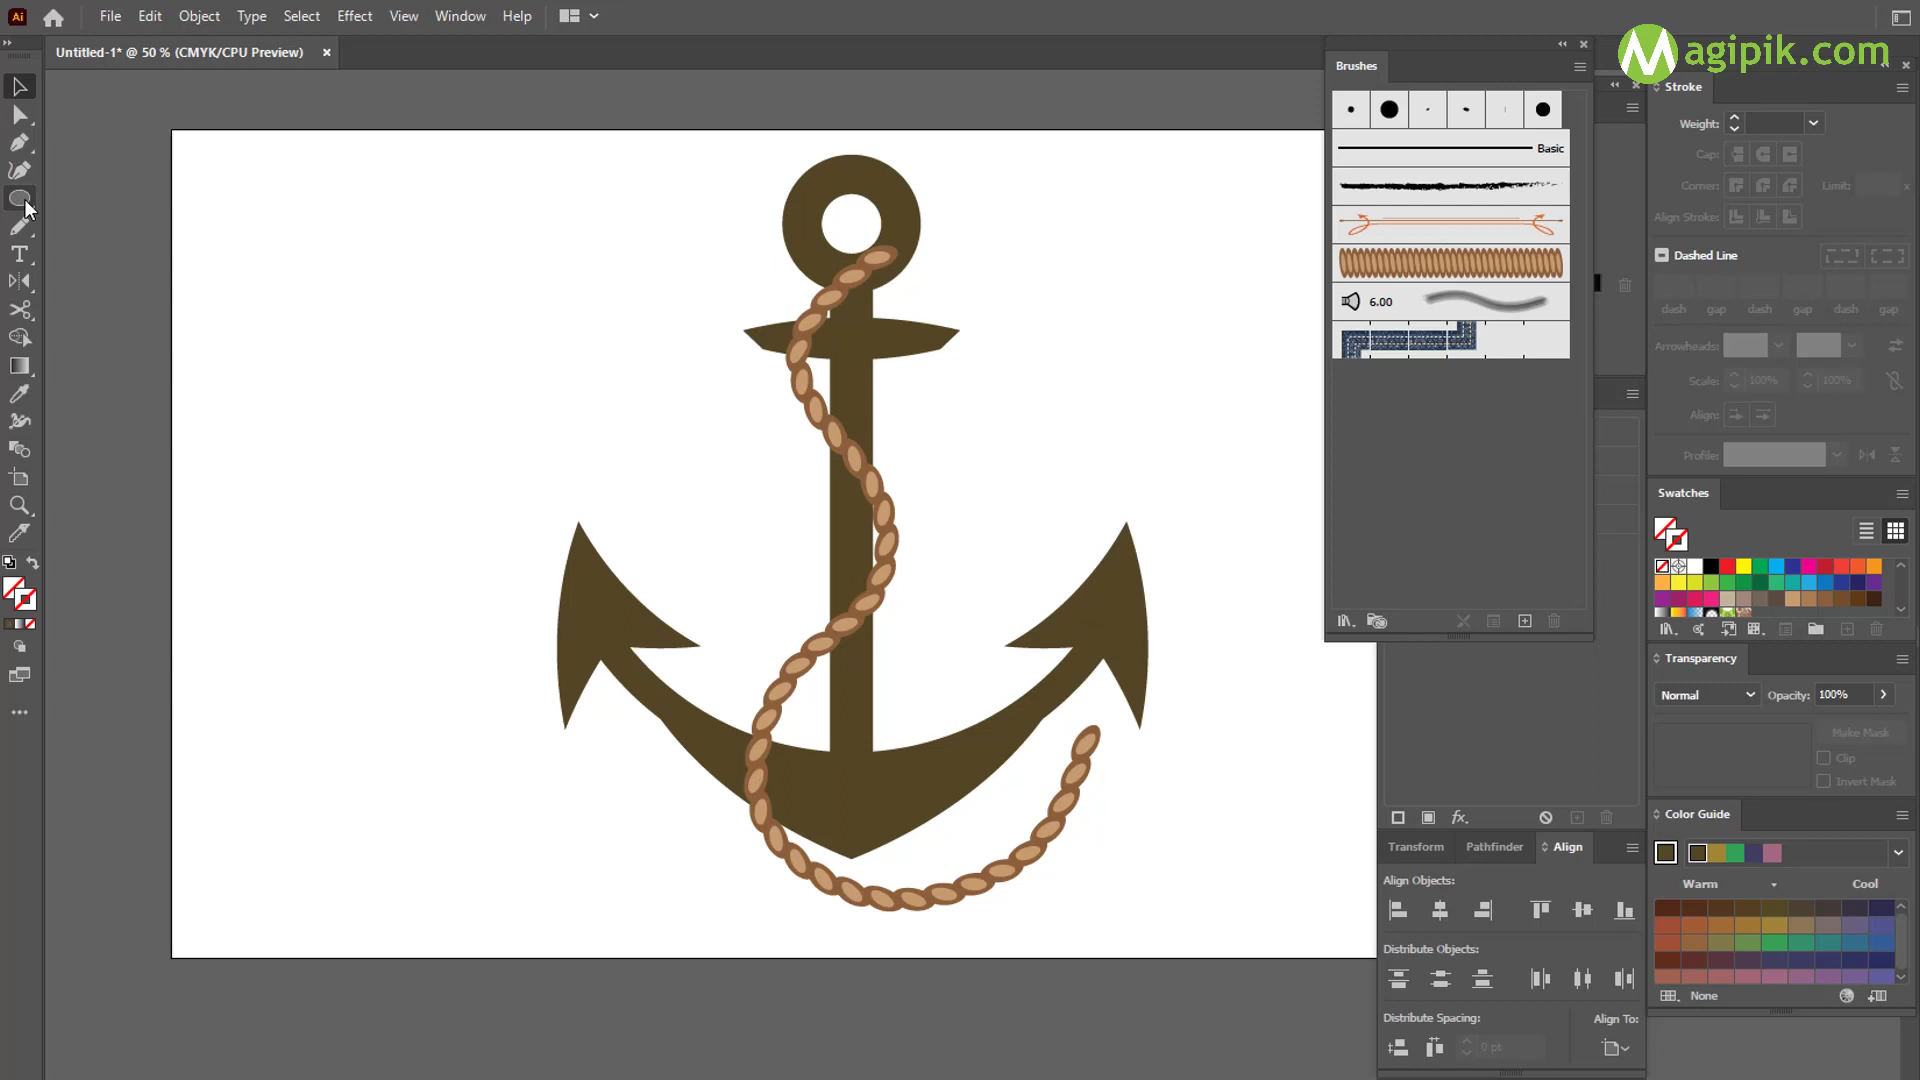 Ai File Edit Object Type Select Effect View Window Help
Magipik.com
Untitled-1* @ 50 % (CMYK/CPU Preview)
Brushes
Basic
6.00
Stroke
Weight:
Cap:
Corner:
Limit:
x
Align Stroke:
Dashed Line
dash gap dash gap dash gap
Arrowheads:
Scale: 100% 100%
Align:
Profile:
Swatches
Transparency
Normal Opacity: 100%
Make Mask
Clip
Invert Mask
Color Guide
Warm Cool
None
fx.
Transform Pathfinder Align
Align Objects:
Distribute Objects:
Distribute Spacing: Align To:
0 pt